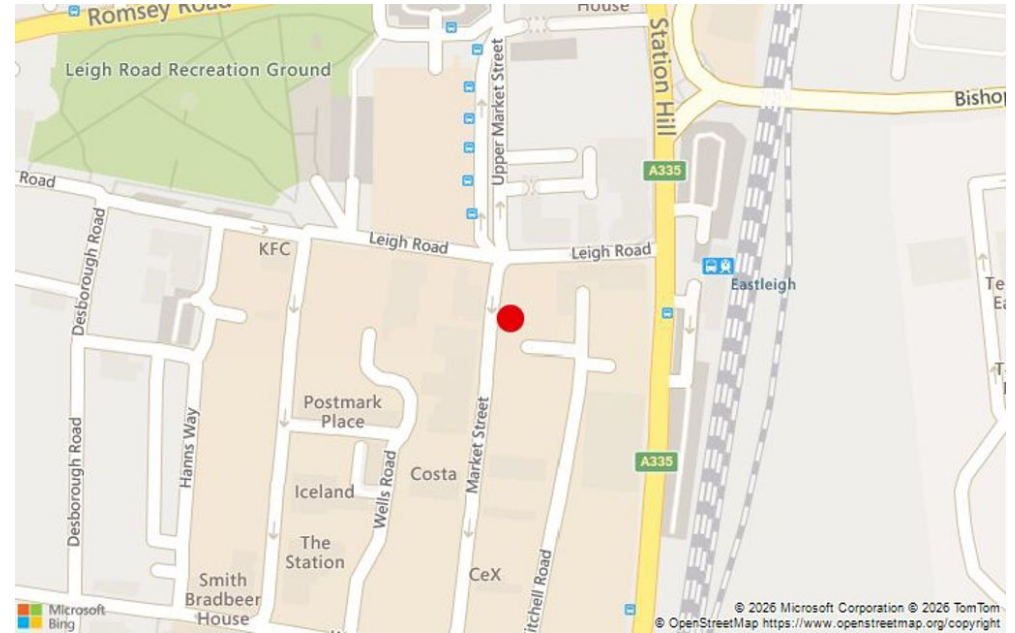 Romsey Road
House
Station Hill
Leigh Road Recreation Ground
Upper Market Street
Bishop
A335
Road
Desborough Road
KFC
Leigh Road
Leigh Road
Eastleigh
Te
Postmark
Place
Market Street
Hanns Way
Desborough Road
Costa
A335
Iceland
Wells Road
The
Station
CeX
Smith
Bradbeer
House
itchell Road
Microsoft
Bing
© 2026 Microsoft Corporation © 2026 TomTom
© OpenStreetMap https://www.openstreetmap.org/copyright